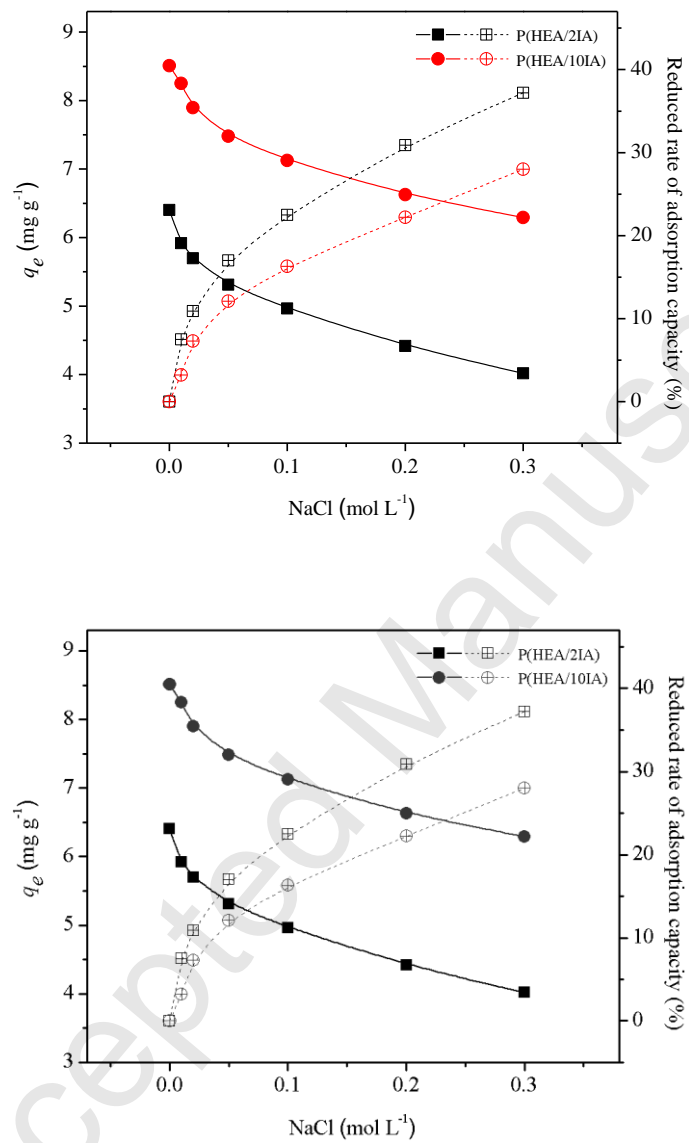 9
8
7
6
5
4
3
q_e (mg g⁻¹)
P(HEA/2IA)
P(HEA/10IA)
40
30
20
10
0
Reduced rate of adsorption capacity (%)
0.0 0.1 0.2 0.3
NaCl (mol L⁻¹)
9
8
7
6
5
4
3
q_e (mg g⁻¹)
P(HEA/2IA)
P(HEA/10IA)
40
30
20
10
0
Reduced rate of adsorption capacity (%)
0.0 0.1 0.2 0.3
NaCl (mol L⁻¹)
cepted Manus